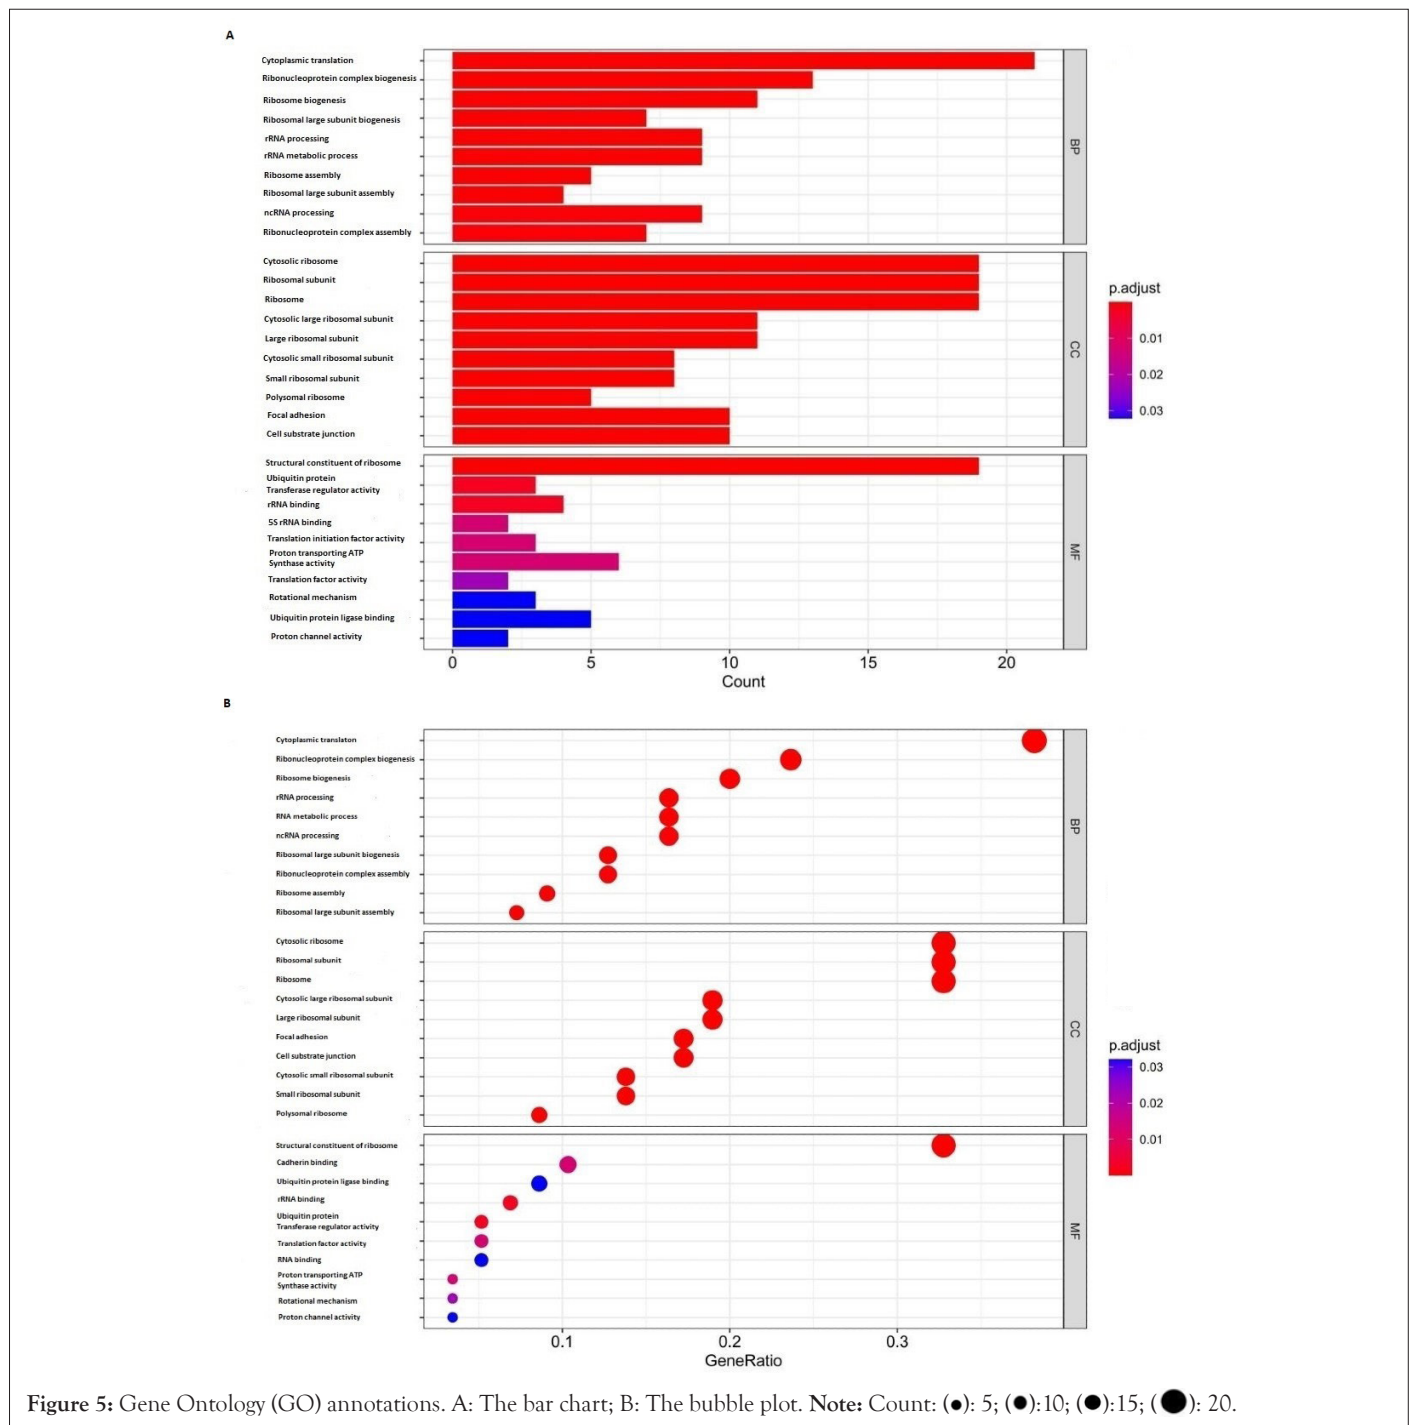 A
Cytoplasmic translation
Ribonucleoprotein complex biogenesis
Ribosome biogenesis
Ribosomal large subunit biogenesis
rRNA processing
rRNA metabolic process
Ribosome assembly
Ribosomal large subunit assembly
ncRNA processing
Ribonucleoprotein complex assembly
BP
Cytosolic ribosome
Ribosomal subunit
Ribosome
Cytosolic large ribosomal subunit
Large ribosomal subunit
Cytosolic small ribosomal subunit
Small ribosomal subunit
Polysomal ribosome
Focal adhesion
Cell substrate junction
CC
Structural constituent of ribosome
Ubiquitin protein
Transferase regulator activity
rRNA binding
5S rRNA binding
Translation initiation factor activity
Proton transporting ATP
Synthase activity
Translation factor activity
Rotational mechanism
Ubiquitin protein ligase binding
Proton channel activity
MF
0 5 10 15 20
Count
p.adjust
0.01
0.02
0.03
B
Cytoplasmic translaton
Ribonucleoprotein complex biogenesis
Ribosome biogenesis
rRNA processing
RNA metabolic process
ncRNA processing
Ribosomal large subunit biogenesis
Ribonucleoprotein complex assembly
Ribosome assembly
Ribosomal large subunit assembly
BP
Cytosolic ribosome
Ribosomal subunit
Ribosome
Cytosolic large ribosomal subunit
Large ribosomal subunit
Focal adhesion
Cell substrate junction
Cytosolic small ribosomal subunit
Small ribosomal subunit
Polysomal ribosome
CC
Structural constituent of ribosome
Cadherin binding
Ubiquitin protein ligase binding
rRNA binding
Ubiquitin protein
Transferase regulator activity
Translation factor activity
RNA binding
Proton transporting ATP
Synthase activity
Rotational mechanism
Proton channel activity
MF
0.1 0.2 0.3
GeneRatio
p.adjust
0.03
0.02
0.01
Figure 5: Gene Ontology (GO) annotations. A: The bar chart; B: The bubble plot. Note: Count: (●): 5; (●):10; (●):15; (●): 20.